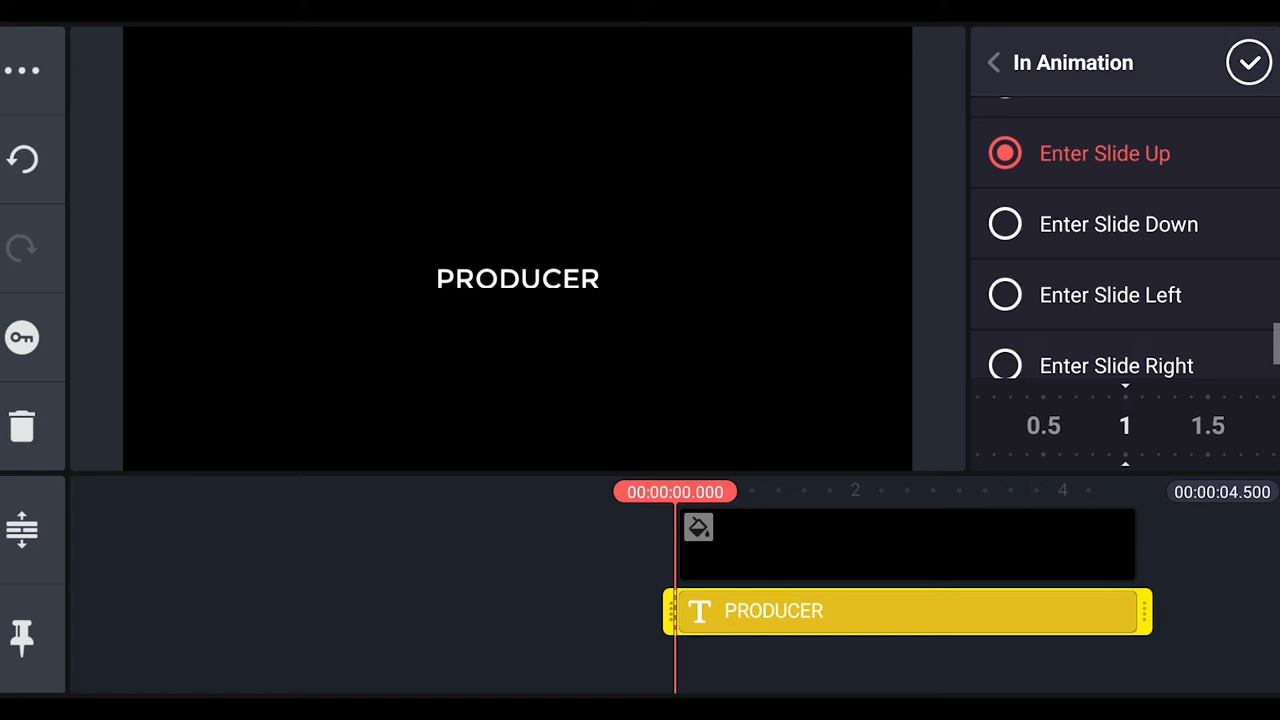 In Animation
Enter Slide Up
Enter Slide Down
Enter Slide Left
Enter Slide Right
0.5 1 1.5
PRODUCER
00:00:00.000 2 4 00:00:04.500
T PRODUCER